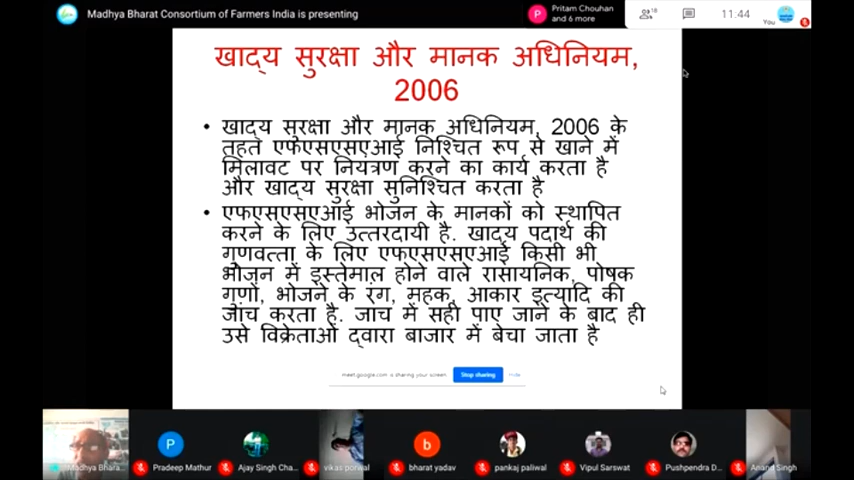 Madhya Bharat Consortium of Farmers India is presenting
Pritam Chouhan
and 6 more
18
11:44
You
खाद्य सुरक्षा और मानक अधिनियम,
2006
• खाद्य सुरक्षा और मानक अधिनियम, 2006 के
तहत एफएसएसएआई निश्चित रूप से खाने में
मिलावट पर नियंत्रण करने का कार्य करता है
और खाद्य सुरक्षा सुनिश्चित करता है
• एफएसएसएआई भोजन के मानकों को स्थापित
करने के लिए उत्तरदायी है. खाद्य पदार्थ की
गुणवत्ता के लिए एफएसएसएआई किसी भी
भोजन में इस्तेमाल होने वाले रासायनिक, पोषक
गुणों, भोजन के रंग, महक, आकार इत्यादि की
जांच करता है. जांच में सही पाए जाने के बाद ही
उसे विक्रेताओं द्वारा बाजार में बेचा जाता है
meet.google.com is sharing your screen.
Stop sharing
Hide
P
b
Madhya Bhara...
Pradeep Mathur
Ajay Singh Cha...
vikas porwal
bharat yadav
pankaj paliwal
Vipul Sarswat
Pushpendra D...
Anand Singh